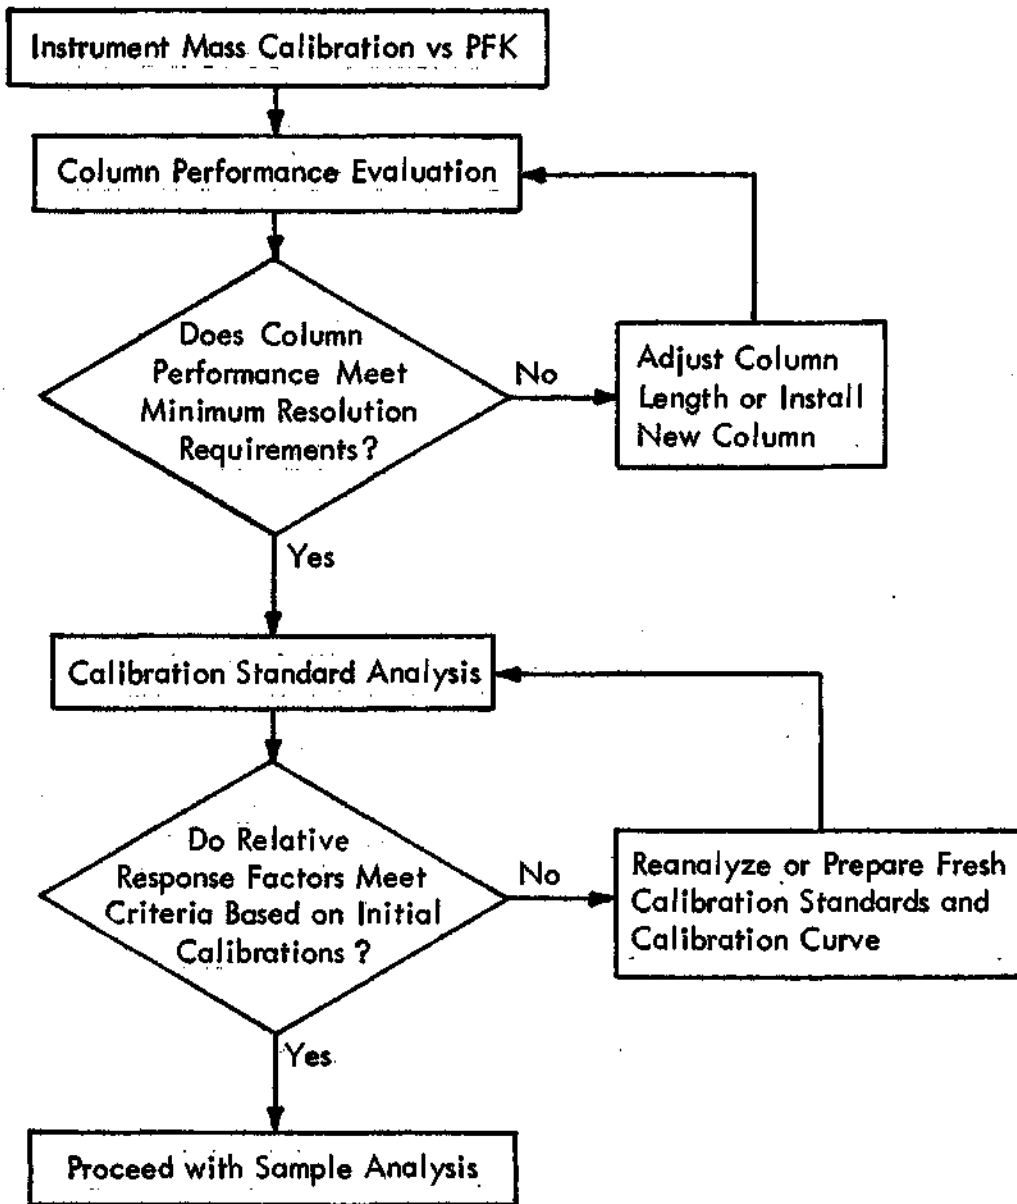 Instrument Mass Calibration vs PFK
Column Performance Evaluation
Does Column
Performance Meet
Minimum Resolution
Requirements?
No
Adjust Column
Length or Install
New Column
Yes
Calibration Standard Analysis
Do Relative
Response Factors Meet
Criteria Based on Initial
Calibrations ?
No
Reanalyze or Prepare Fresh
Calibration Standards and
Calibration Curve
Yes
Proceed with Sample Analysis